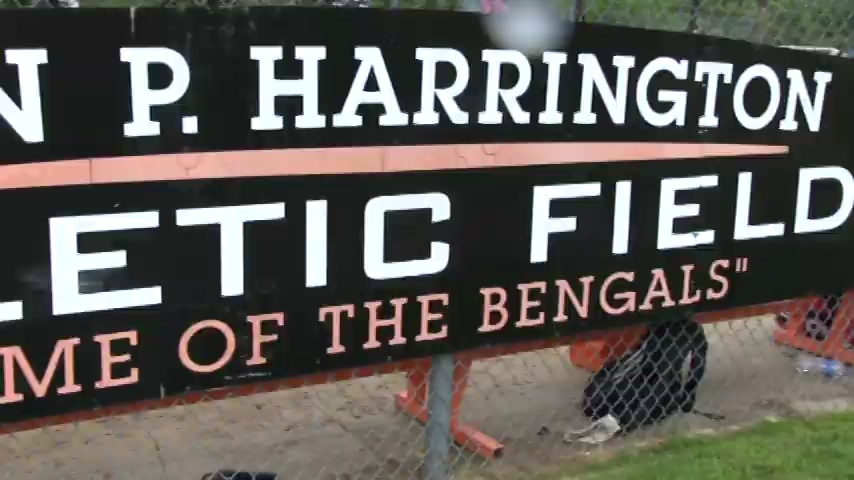 N P. HARRINGTON
LETIC FIELD
ME OF THE BENGALS"